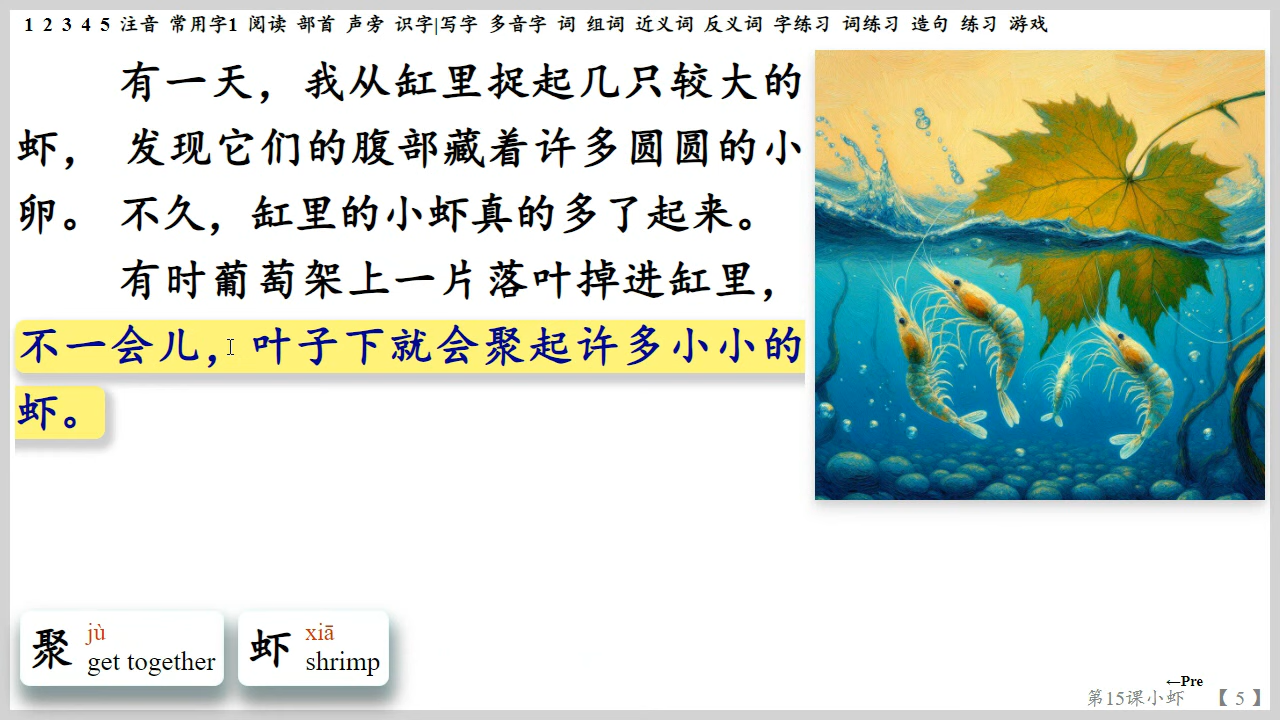 1 2 3 4 5 注音 常用字1 阅读 部首 声旁 识字|写字 多音字 词 组词 近义词 反义词 字练习 词练习 造句 练习 游戏
有一天，我从缸里捉起几只较大的
虾， 发现它们的腹部藏着许多圆圆的小
卵。 不久，缸里的小虾真的多了起来。
有时葡萄架上一片落叶掉进缸里，
不一会儿，叶子下就会聚起许多小小的
虾。
聚 jù get together
虾 xiā shrimp
←Pre
第15课小虾 【 5 】